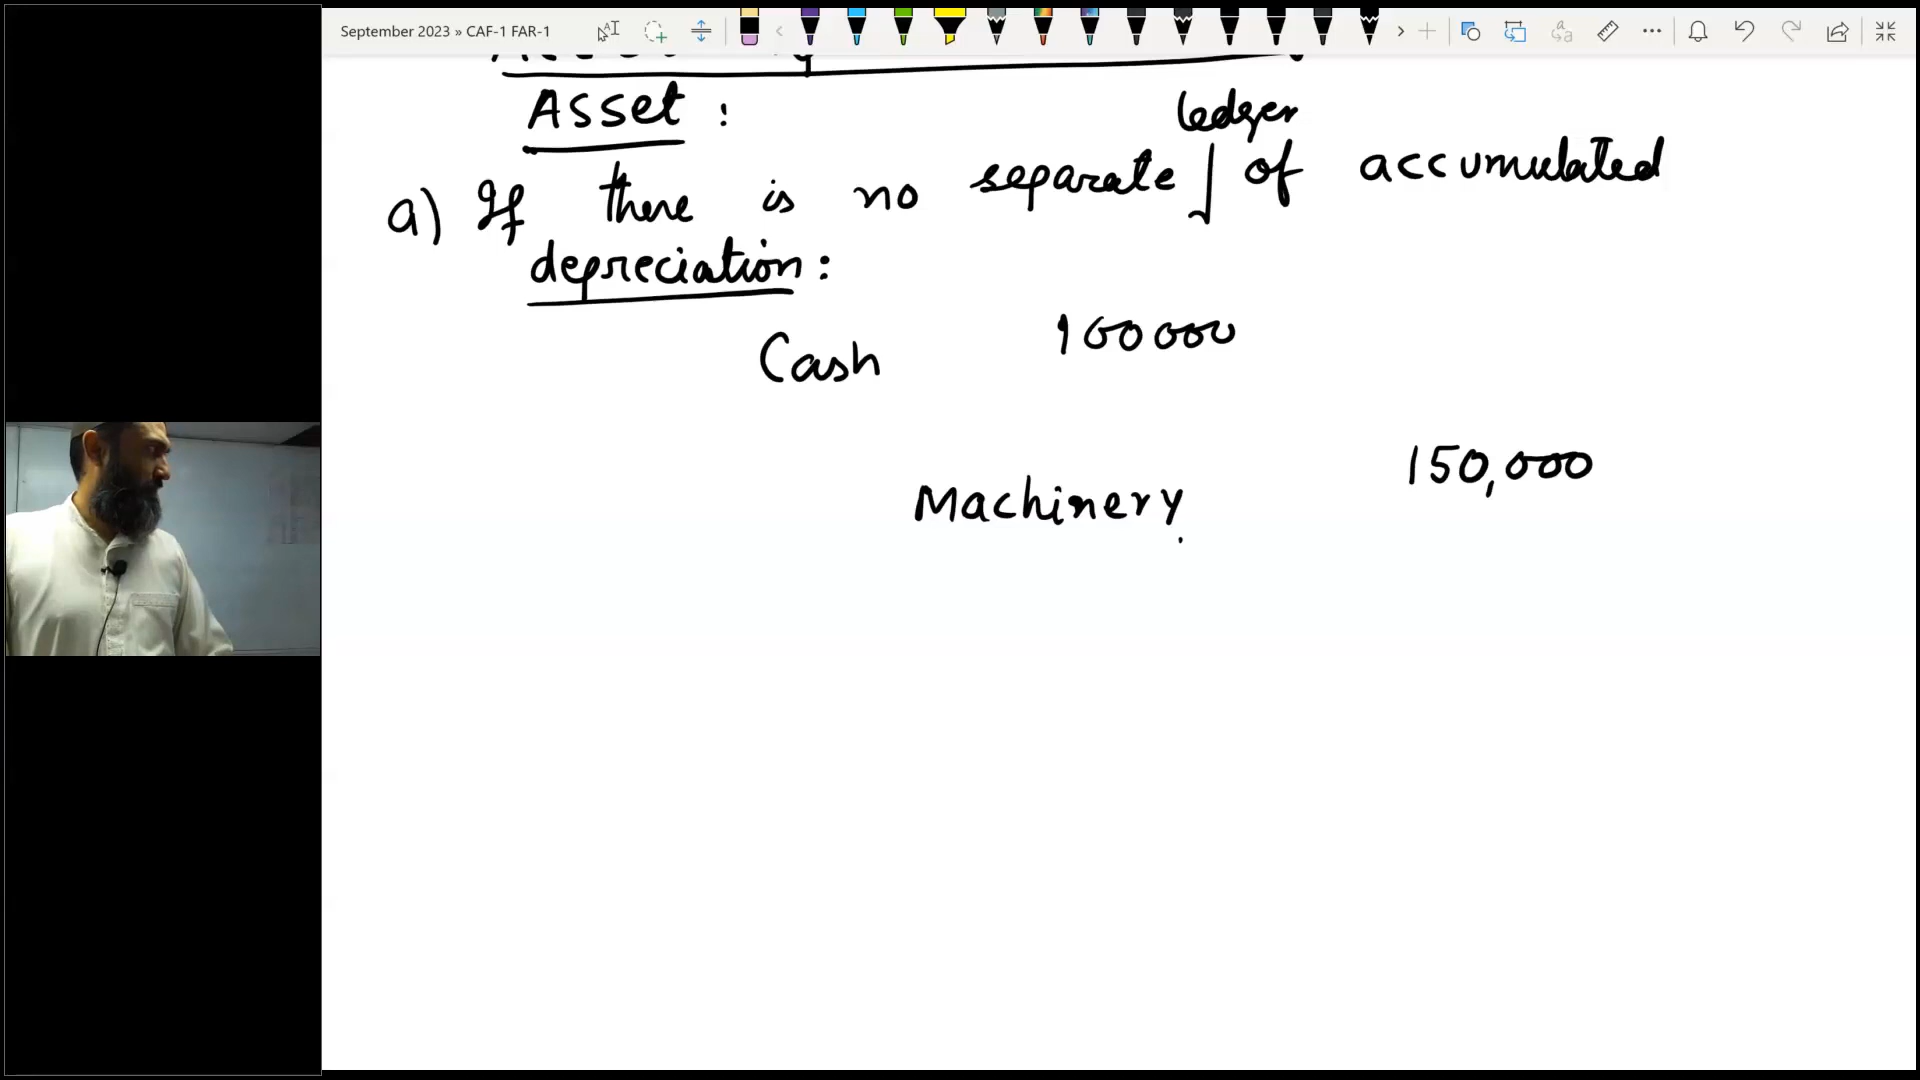 September 2023 » CAF-1 FAR-1
Asset :
ledger
a) If there is no separate of accumulated
depreciation:
Cash 100000
Machinery 150,000